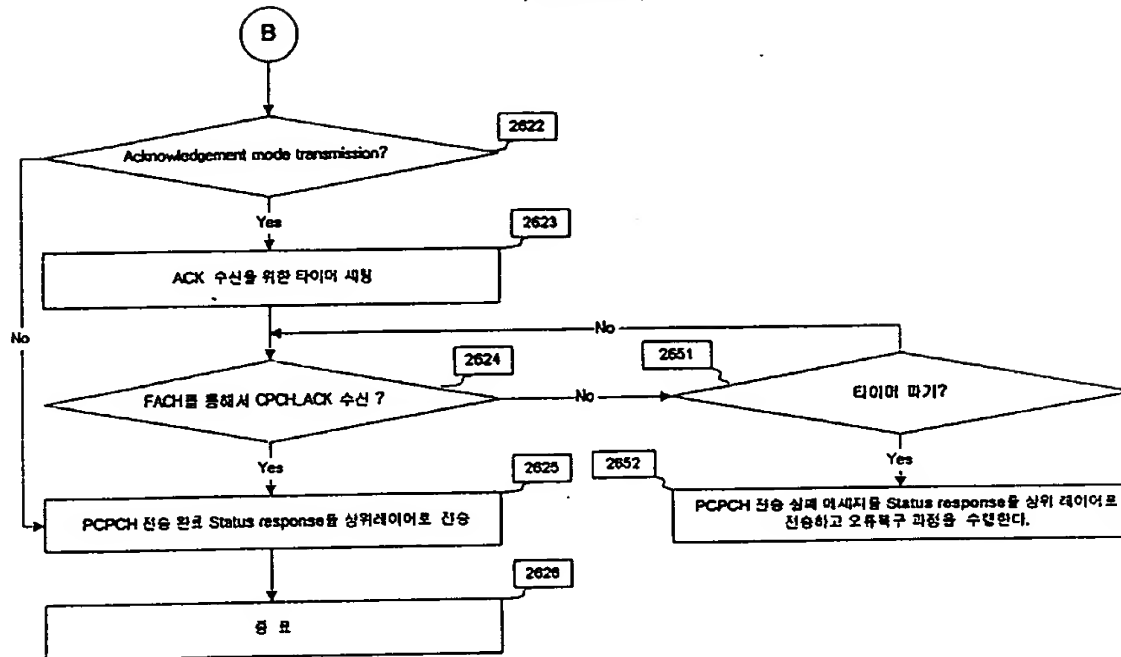 B
2622
Acknowledgement mode transmission?
Yes
2623
ACK 수신을 위한 타이머 세팅
No
No
2624
2651
FACH를 통해서 CPCH_ACK 수신 ?
No
타이머 파기?
Yes
2625
Yes
2652
PCPCH 전송 완료 Status response을 상위레이어로 전송
PCPCH 전송 실패 메세지를 Status response을 상위 레이어로
전송하고 오류복구 과정을 수행한다.
2626
종 료